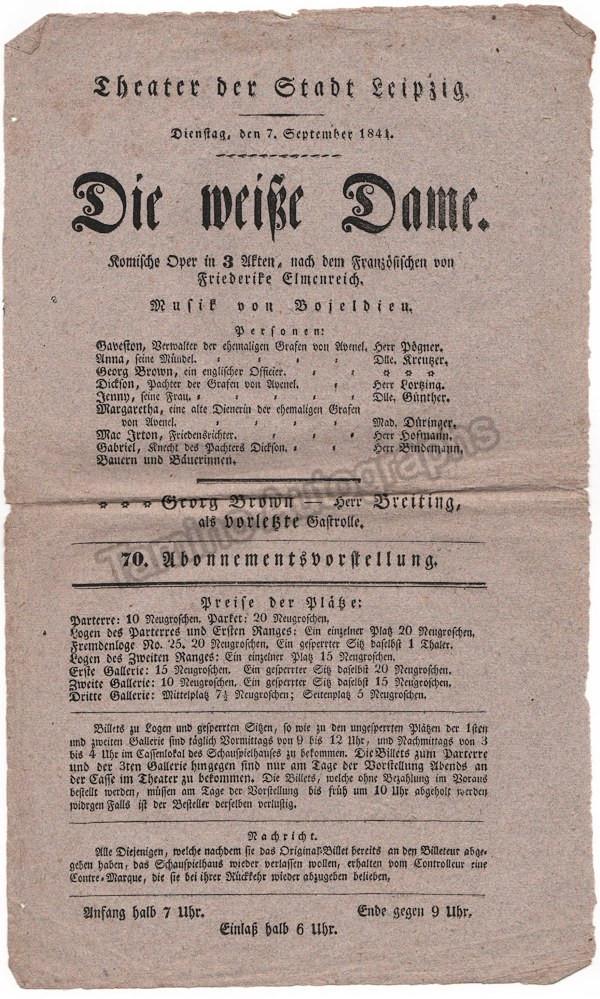 Theater der Stadt Leipzig.
Dienstag, den 7. September 1841.
Die weiße Dame.
Komische Oper in 3 Akten, nach dem Französischen von
Friederike Elmenreich.
Musik von Bojeldieu.
Personen:
Gaveston, Verwalter der ehemaligen Grafen von Avenel. Herr Pögner.
Anna, seine Mündel. Dlle. Kreutzer.
Georg Brown, ein englischer Officier. * * *
Dickson, Pachter der Grafen von Avenel. Herr Lortzing.
Jenny, seine Frau. Dlle. Günther.
Margaretha, eine alte Dienerin der ehemaligen Grafen
von Avenel. Mad. Düringer.
Mac Irton, Friedensrichter. Herr Hofmann.
Gabriel, Knecht des Pachters Dickson. Herr Bindemann.
Bauern und Bäuerinnen.
* * * Georg Brown — Herr Breiting,
als vorletzte Gastrolle.
70. Abonnementsvorstellung.
Preise der Plätze:
Parterre: 10 Neugroschen. Parket: 20 Neugroschen.
Logen des Parterres und Ersten Ranges: Ein einzelner Platz 20 Neugroschen.
Fremdenloge No. 25. 20 Neugroschen. Ein gesperrter Sitz daselbst 1 Thaler.
Logen des Zweiten Ranges: Ein einzelner Platz 15 Neugroschen.
Erste Gallerie: 15 Neugroschen. Ein gesperrter Sitz daselbst 20 Neugroschen.
Zweite Gallerie: 10 Neugroschen. Ein gesperrter Sitz 15 Neugroschen.
Dritte Gallerie: Mittelplatz 7½ Neugroschen; Seitenplatz 5 Neugroschen.
Billets zu Logen und gesperrten Sitzen, so wie zu den ungesperrten Plätzen der 1sten
und zweiten Gallerie sind täglich Vormittags von 9 bis 12 Uhr, und Nachmittags von 3
bis 4 Uhr im Cassenlokal des Schauspielhauses zu bekommen. Die Billets zum Parterre
und der 3ten Gallerie hingegen sind nur am Tage der Vorstellung Abends an
der Casse im Theater zu bekommen. Die Billets, welche ohne Bezahlung im Voraus
bestellt werden, müssen am Tage der Vorstellung bis früh um 10 Uhr abgeholt werden
widrgen Falls ist der Besteller derselben verlustig.
Nachricht.
Alle Diejenigen, welche nachdem sie das Original-Billet bereits an den Billeteur abge-
geben haben, das Schauspielhaus wieder verlassen wollen, erhalten vom Controlleur eine
Contre-Marque, die sie bei ihrer Rückkehr wieder abzugeben belieben.
Anfang halb 7 Uhr. Ende gegen 9 Uhr.
Einlaß halb 6 Uhr.
Tamino Autographs